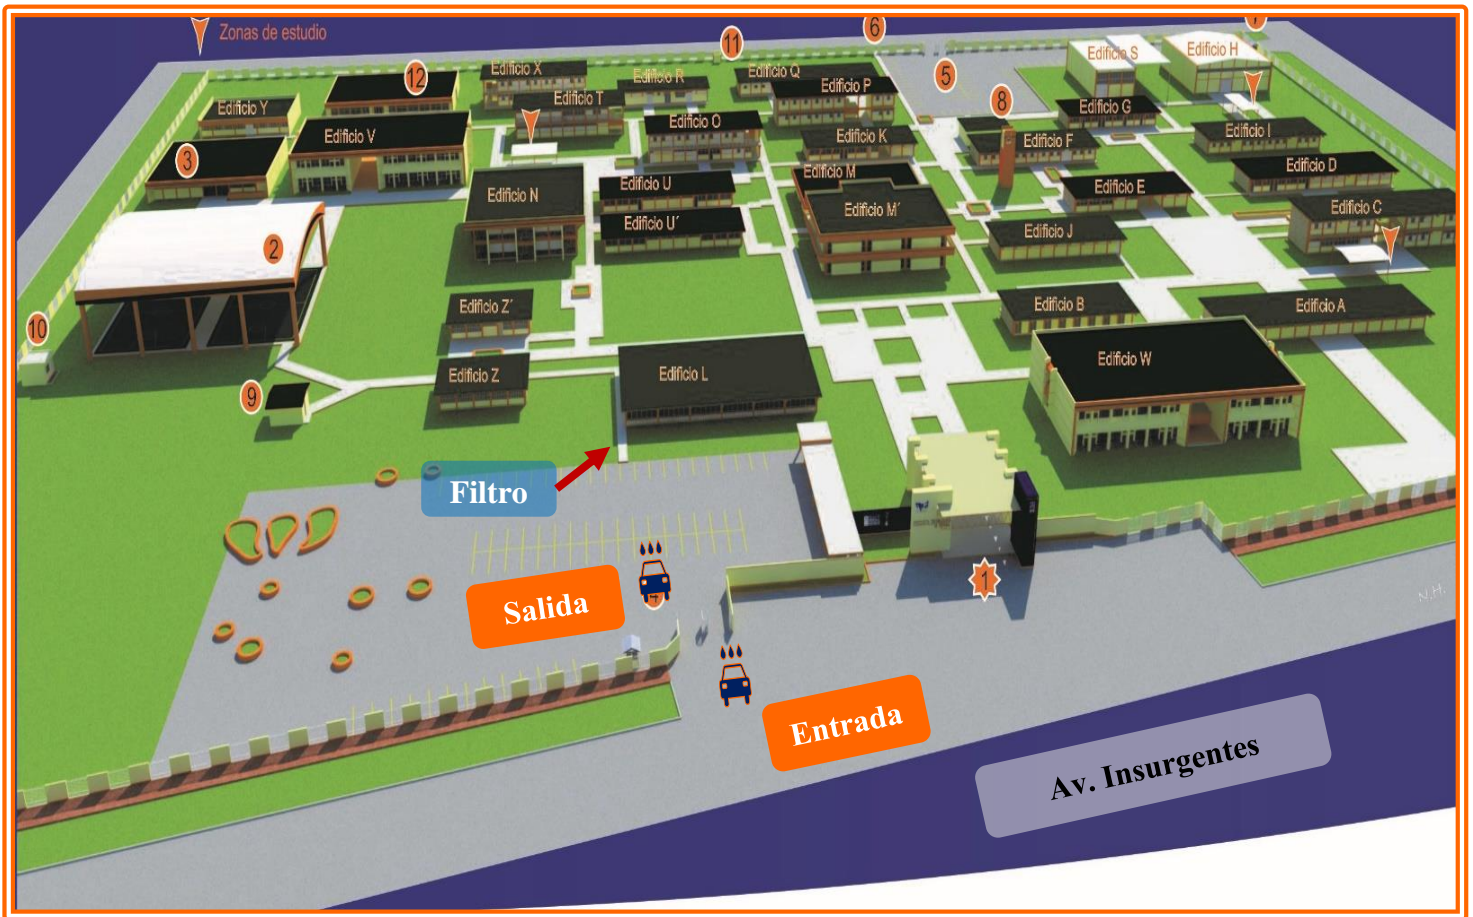 Zonas de estudio
6
7
11
12
5
8
Edificio X
Edificio R
Edificio Q
Edificio S
Edificio H
Edificio Y
Edificio T
Edificio P
Edificio G
Edificio V
Edificio O
Edificio K
Edificio F
Edificio I
3
Edificio N
Edificio U
Edificio M
Edificio E
Edificio D
Edificio U´
Edificio M´
Edificio J
Edificio C
2
10
Edificio Z´
Edificio B
Edificio A
9
Edificio Z
Edificio L
Edificio W
Filtro
Salida
4
1
N.H.
Entrada
Av. Insurgentes